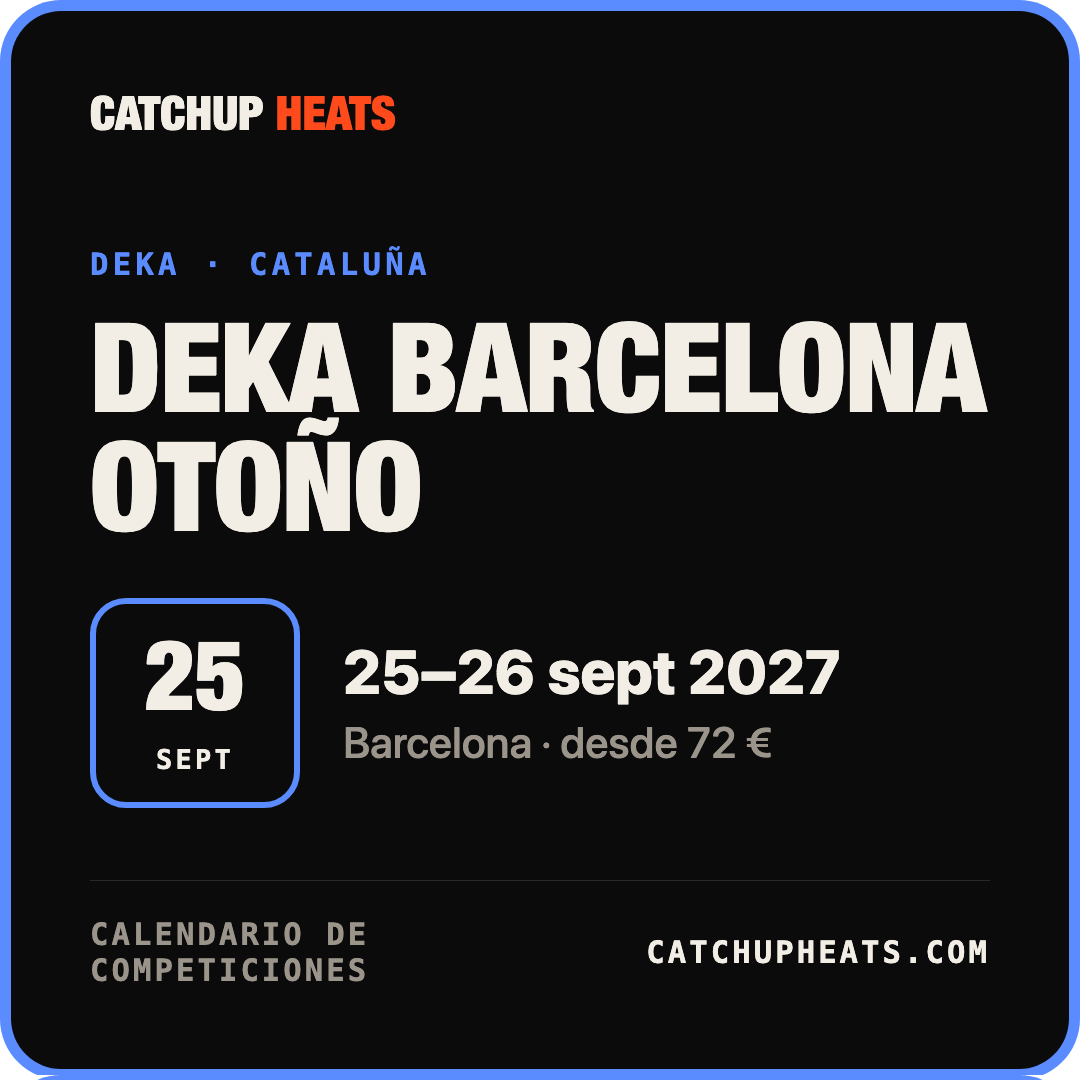 CATCHUP HEATS
DEKA · CATALUÑA
DEKA BARCELONA
OTOÑO
25
SEPT
25–26 sept 2027
Barcelona · desde 72 €
CALENDARIO DE
COMPETICIONES
CATCHUPHEATS.COM